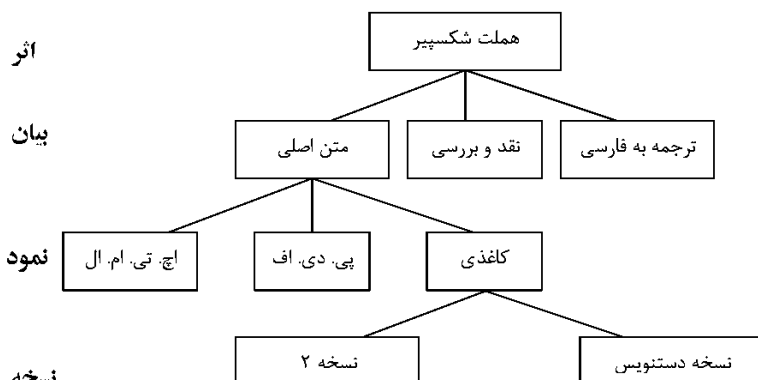 اثر
هملت شکسپیر
بیان
ترجمه به فارسی
نقد و بررسی
متن اصلی
نمود
کاغذی
پی. دی. اف
اچ. تی. ام. ال
نسخه
نسخه دستنویس
نسخه ۲